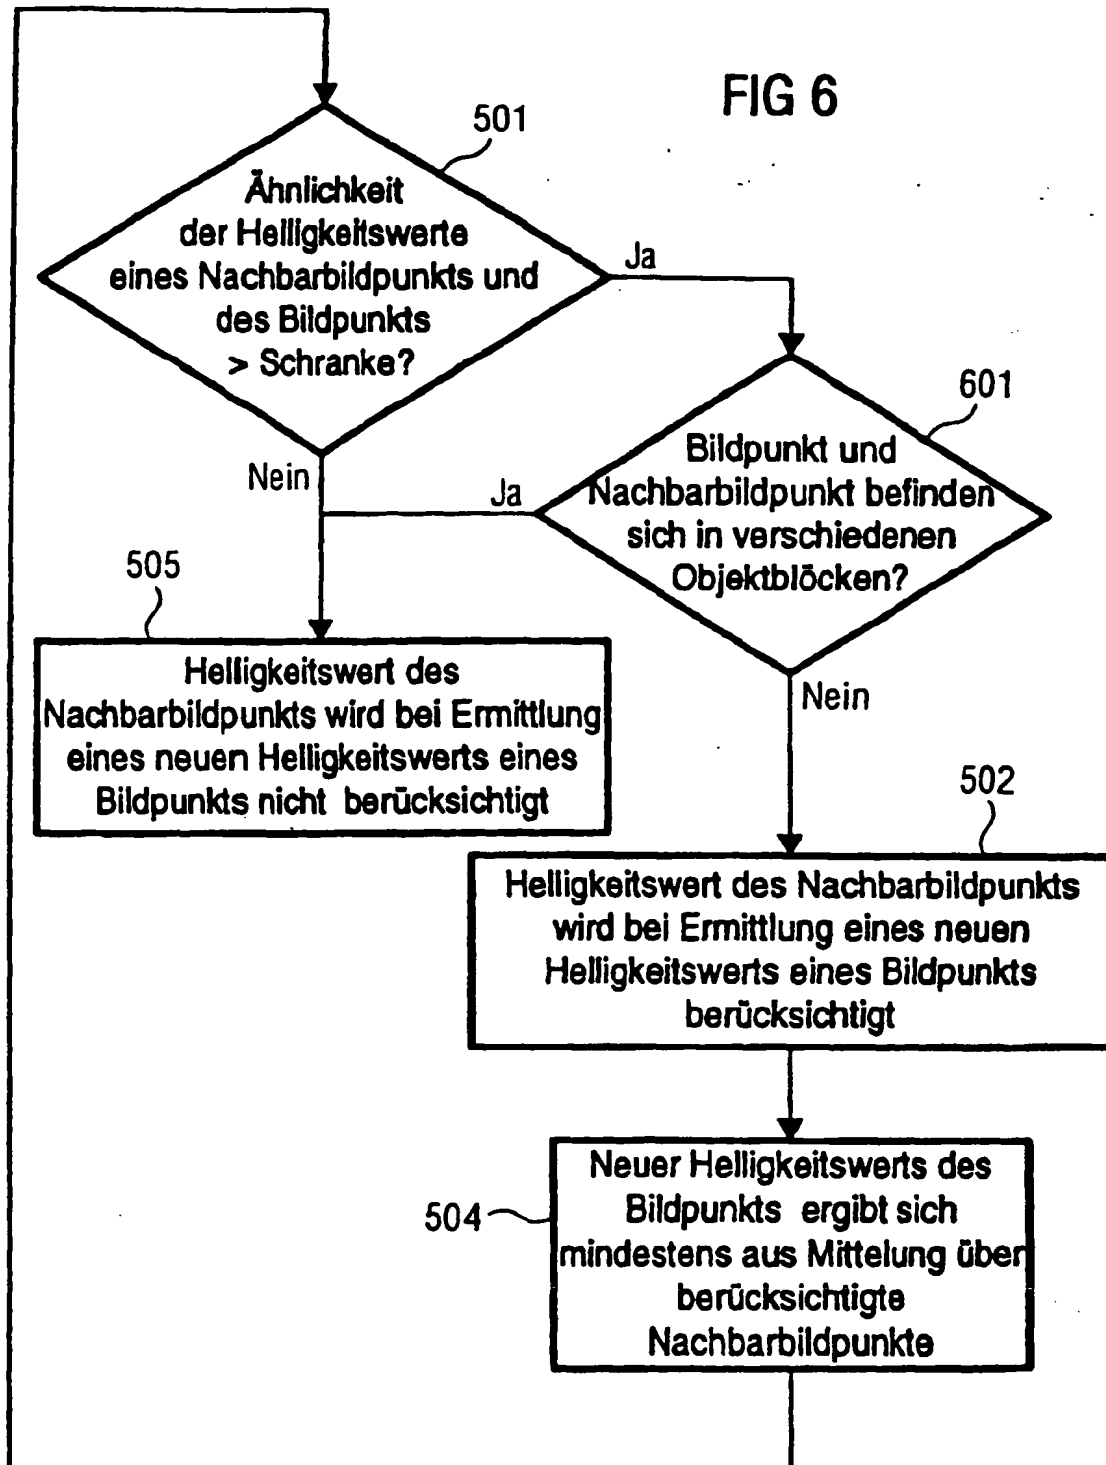 FIG 6
501
Ähnlichkeit
der Helligkeitswerte
eines Nachbarbildpunkts und
des Bildpunkts
> Schranke?
Ja
601
Bildpunkt und
Nachbarbildpunkt befinden
sich in verschiedenen
Objektblöcken?
Nein
Ja
505
Helligkeitswert des
Nachbarbildpunkts wird bei Ermittlung
eines neuen Helligkeitswerts eines
Bildpunkts nicht berücksichtigt
Nein
502
Helligkeitswert des Nachbarbildpunkts
wird bei Ermittlung eines neuen
Helligkeitswerts eines Bildpunkts
berücksichtigt
504
Neuer Helligkeitswerts des
Bildpunkts ergibt sich
mindestens aus Mittelung über
berücksichtigte
Nachbarbildpunkte